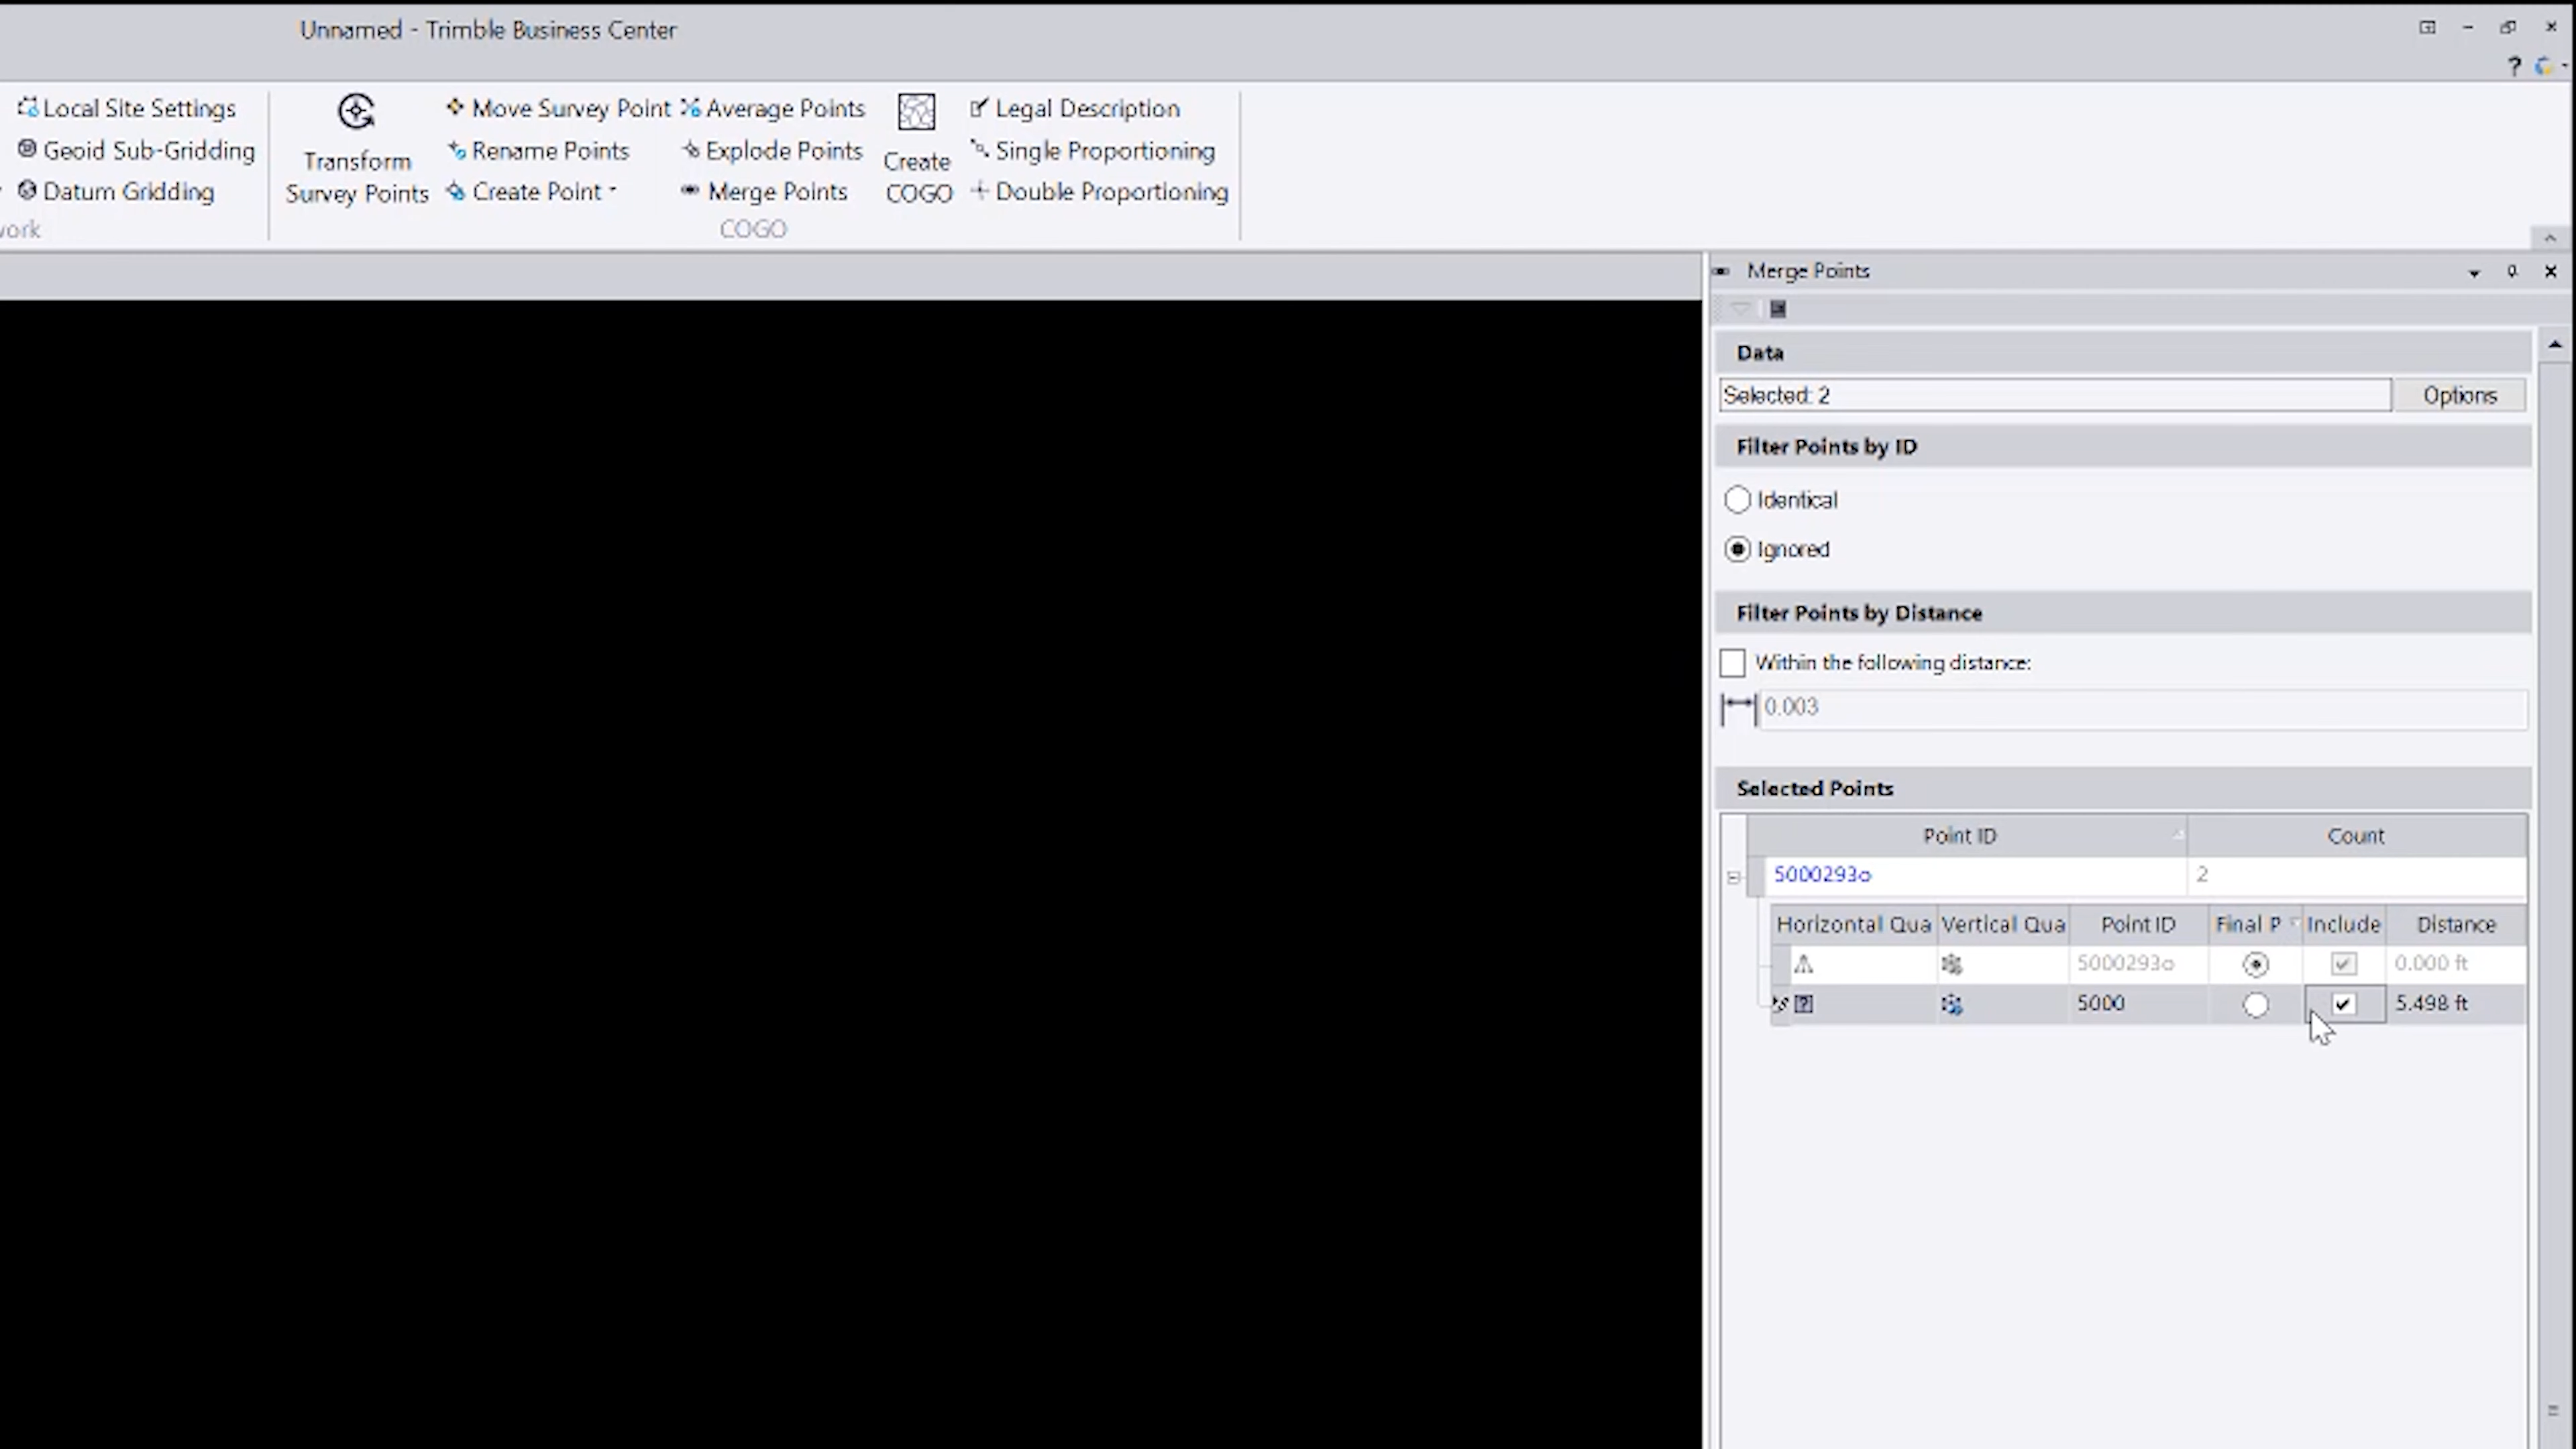 Unnamed - Trimble Business Center
?
Local Site Settings
Geoid Sub-Gridding
Datum Gridding
Transform
Survey Points
Move Survey Point
Rename Points
Create Point
Average Points
Explode Points
Merge Points
Create
COGO
Legal Description
Single Proportioning
Double Proportioning
work
COGO
Merge Points
Data
Selected: 2
Options
Filter Points by ID
Identical
Ignored
Filter Points by Distance
Within the following distance:
0.003
Selected Points
Point ID Count
5000293o 2
Horizontal Qua Vertical Qua Point ID Final P Include Distance
5000293o 0.000 ft
? 5000 5.498 ft